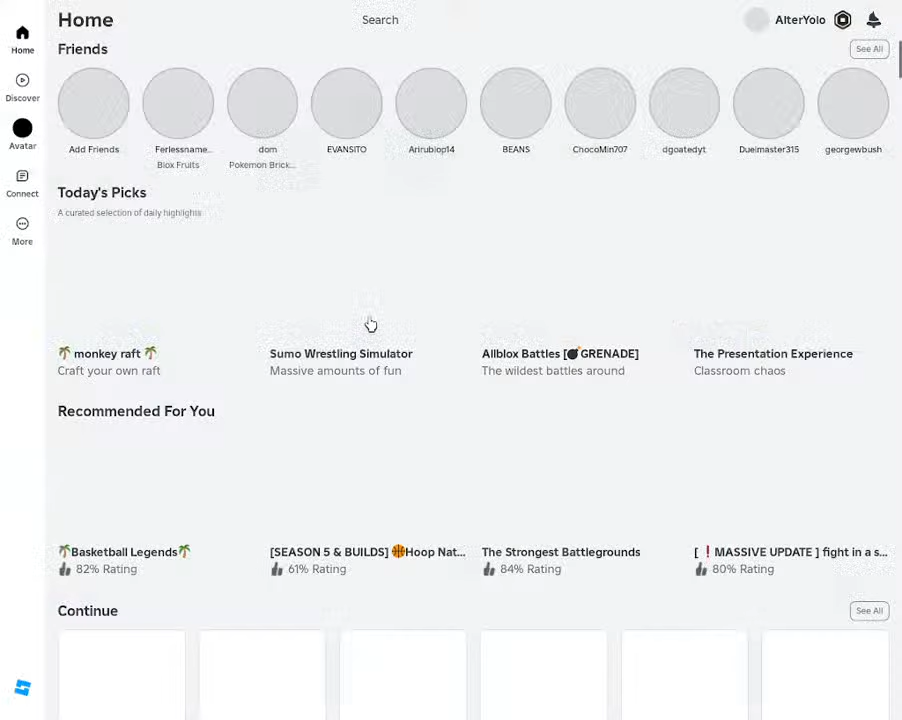 Home
Search
AlterYolo
Home
Discover
Avatar
Connect
More
Friends
See All
Add Friends
Ferlessname...
Blox Fruits
dom
Pokemon Brick...
EVANSITO
Arirublop14
BEANS
ChocoMin707
dgoatedyt
Duelmaster315
georgewbush
Today's Picks
A curated selection of daily highlights
🌴 monkey raft 🌴
Craft your own raft
Sumo Wrestling Simulator
Massive amounts of fun
Allblox Battles [💣GRENADE]
The wildest battles around
The Presentation Experience
Classroom chaos
Recommended For You
🌴Basketball Legends🌴
82% Rating
[SEASON 5 & BUILDS] 🏀Hoop Nat...
61% Rating
The Strongest Battlegrounds
84% Rating
[ ❗MASSIVE UPDATE ] fight in a s...
80% Rating
Continue
See All